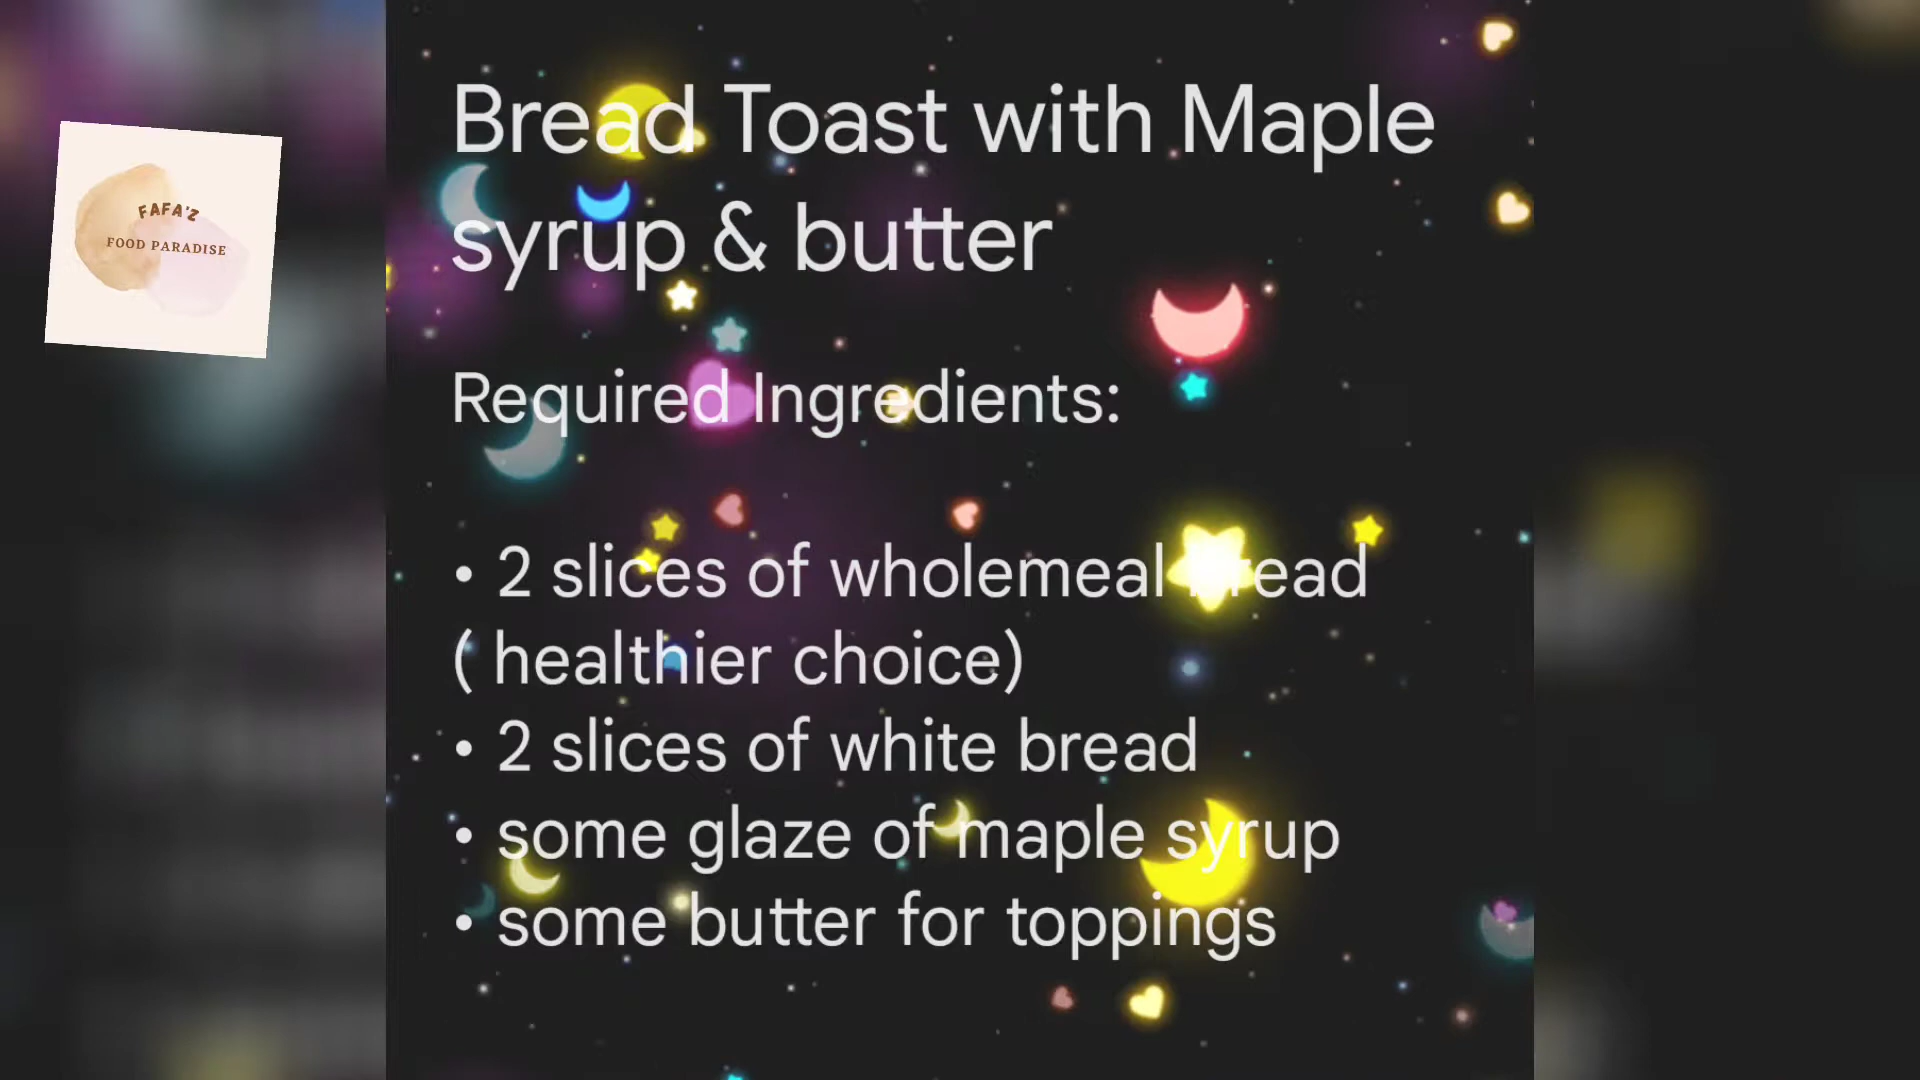 FAFA'Z
FOOD PARADISE
Bread Toast with Maple
syrup & butter
Required Ingredients:
• 2 slices of wholemeal bread
( healthier choice)
• 2 slices of white bread
• some glaze of maple syrup
• some butter for toppings